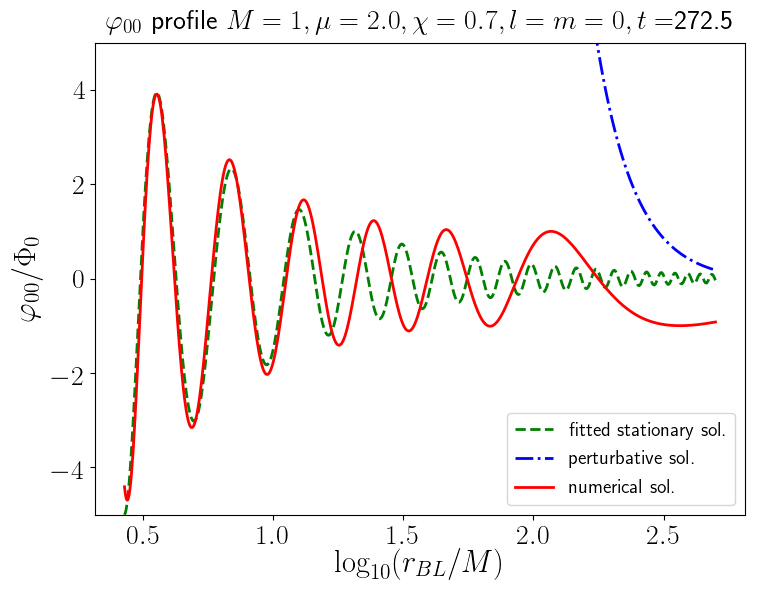 φ₀₀ profile M = 1, μ = 2.0, χ = 0.7, l = m = 0, t =272.5
φ₀₀/Φ₀
4
2
0
−2
−4
fitted stationary sol.
perturbative sol.
numerical sol.
0.5 1.0 1.5 2.0 2.5
log₁₀(r_BL/M)